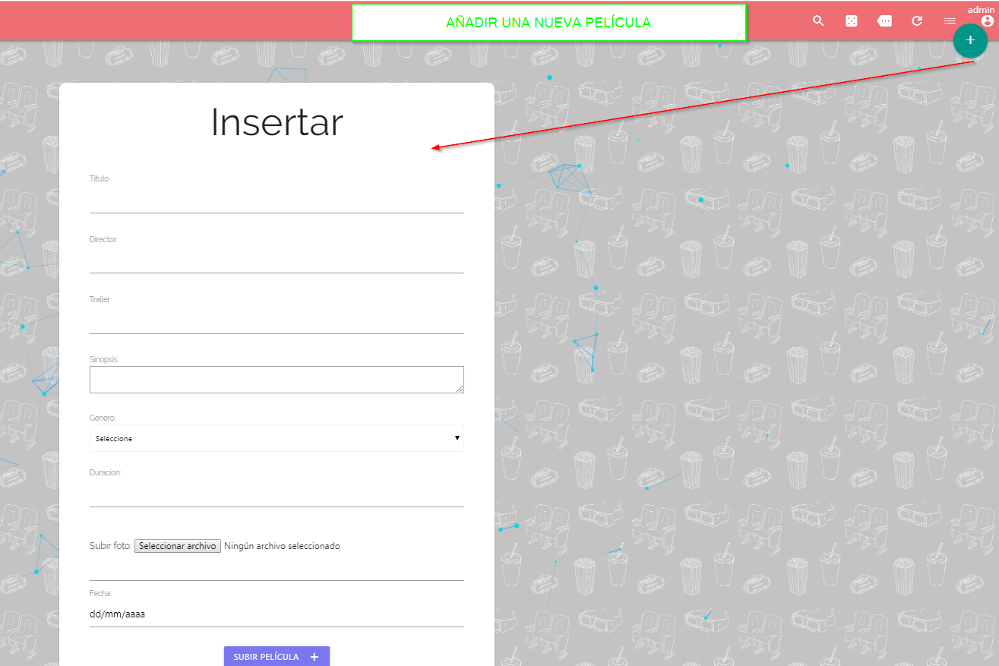 admin
AÑADIR UNA NUEVA PELÍCULA
Insertar
Titulo:
Director:
Trailer:
Sinopsis:
Genero:
Seleccione
Duracion:
Subir foto: Seleccionar archivo Ningún archivo seleccionado
Fecha:
dd/mm/aaaa
SUBIR PELÍCULA +